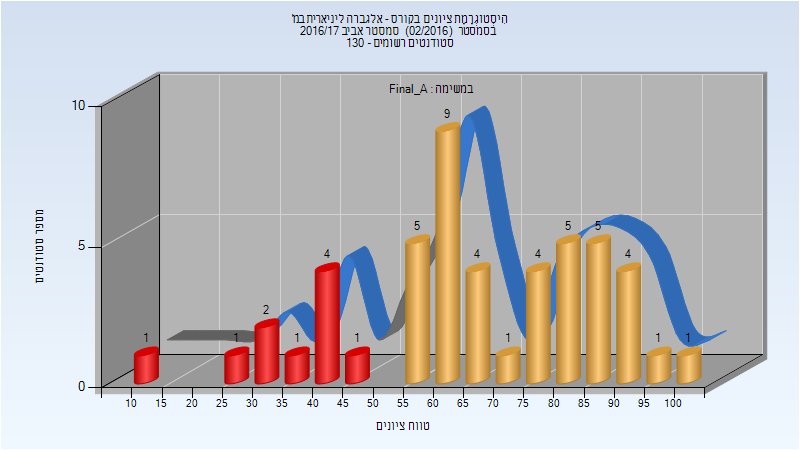 היסטוגרמת ציונים בקורס - אלגברה ליניארית במ'
בסמסטר (02/2016) סמסטר אביב 2016/17
סטודנטים רשומים - 130
במשימה : Final_A
מספר סטודנטים
10
5
0
1
1
2
1
4
1
5
9
4
1
4
5
5
4
1
1
10 15 20 25 30 35 40 45 50 55 60 65 70 75 80 85 90 95 100
טווח ציונים